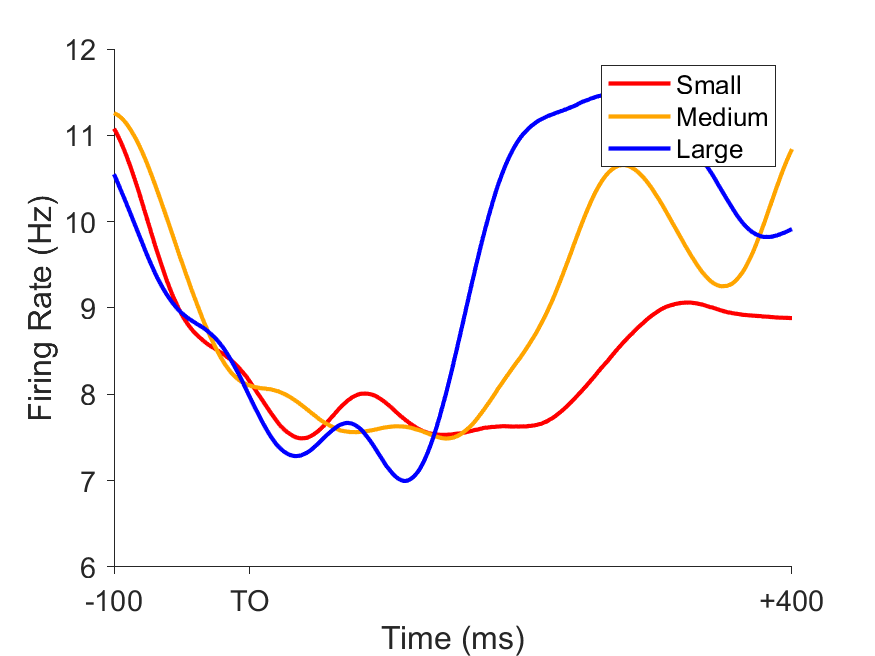 12
11
10
9
8
7
6
Firing Rate (Hz)
Small
Medium
Large
-100
TO
+400
Time (ms)